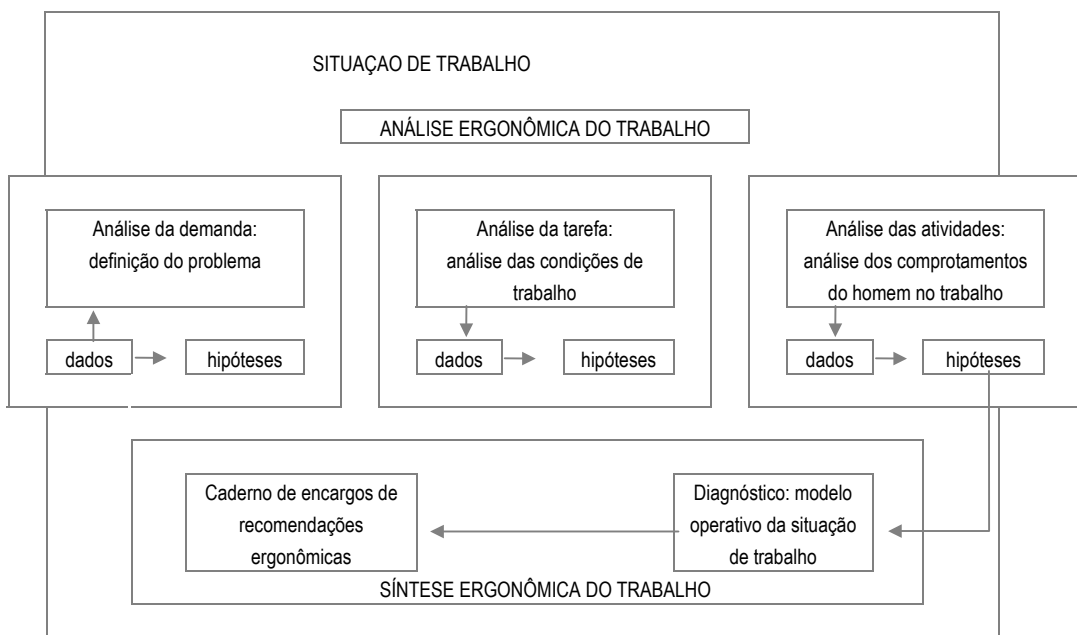 SITUAÇAO DE TRABALHO
ANÁLISE ERGONÔMICA DO TRABALHO
Análise da demanda:
definição do problema
dados
hipóteses
Análise da tarefa:
análise das condições de
trabalho
dados
hipóteses
Análise das atividades:
análise dos comprotamentos
do homem no trabalho
dados
hipóteses
Caderno de encargos de
recomendações
ergonômicas
Diagnóstico: modelo
operativo da situação
de trabalho
SÍNTESE ERGONÔMICA DO TRABALHO